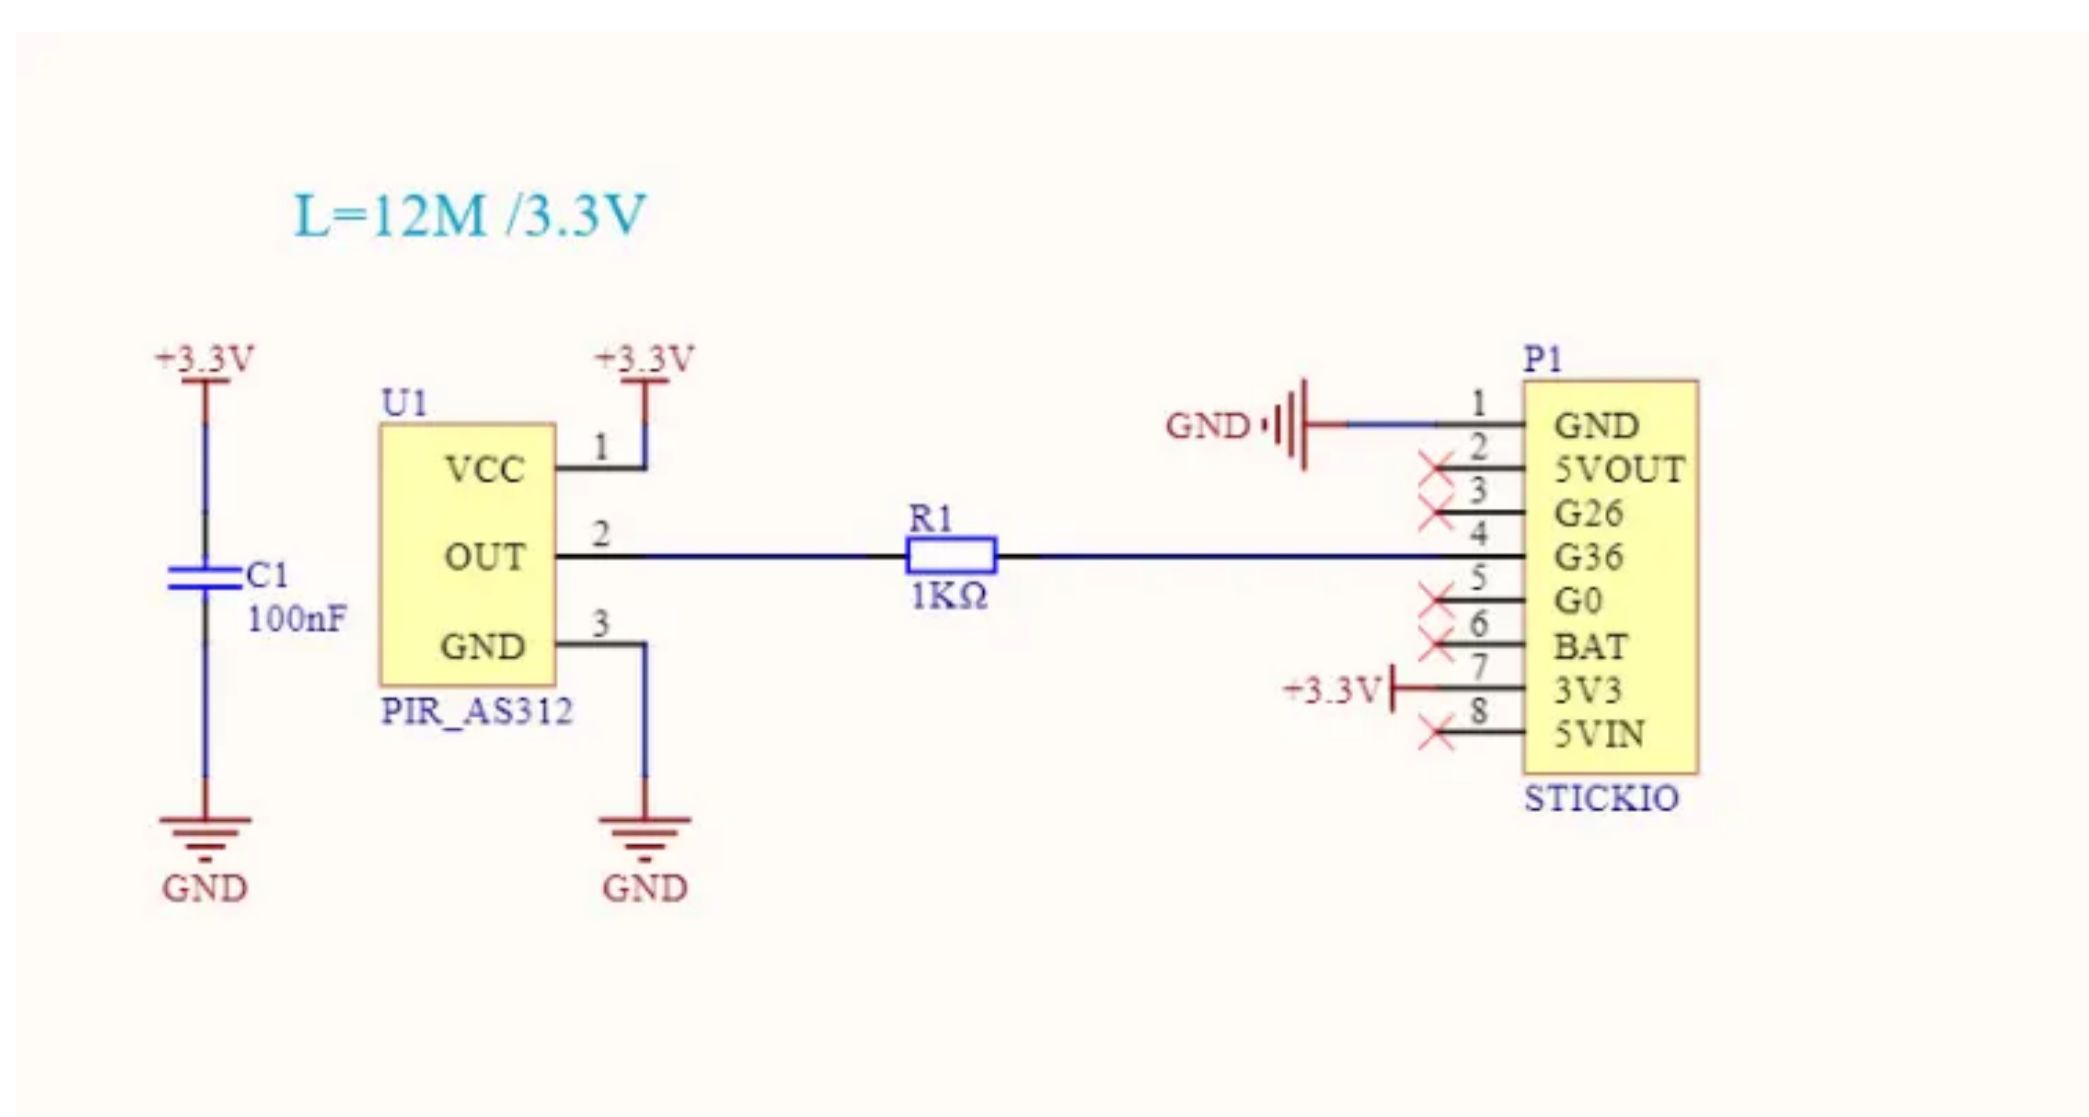 L=12M /3.3V
+3.3V
C1
100nF
GND
U1
VCC
OUT
GND
1
2
3
PIR_AS312
+3.3V
GND
R1
1KΩ
GND
+3.3V
P1
1 GND
2 5VOUT
3 G26
4 G36
5 G0
6 BAT
7 3V3
8 5VIN
STICKIO